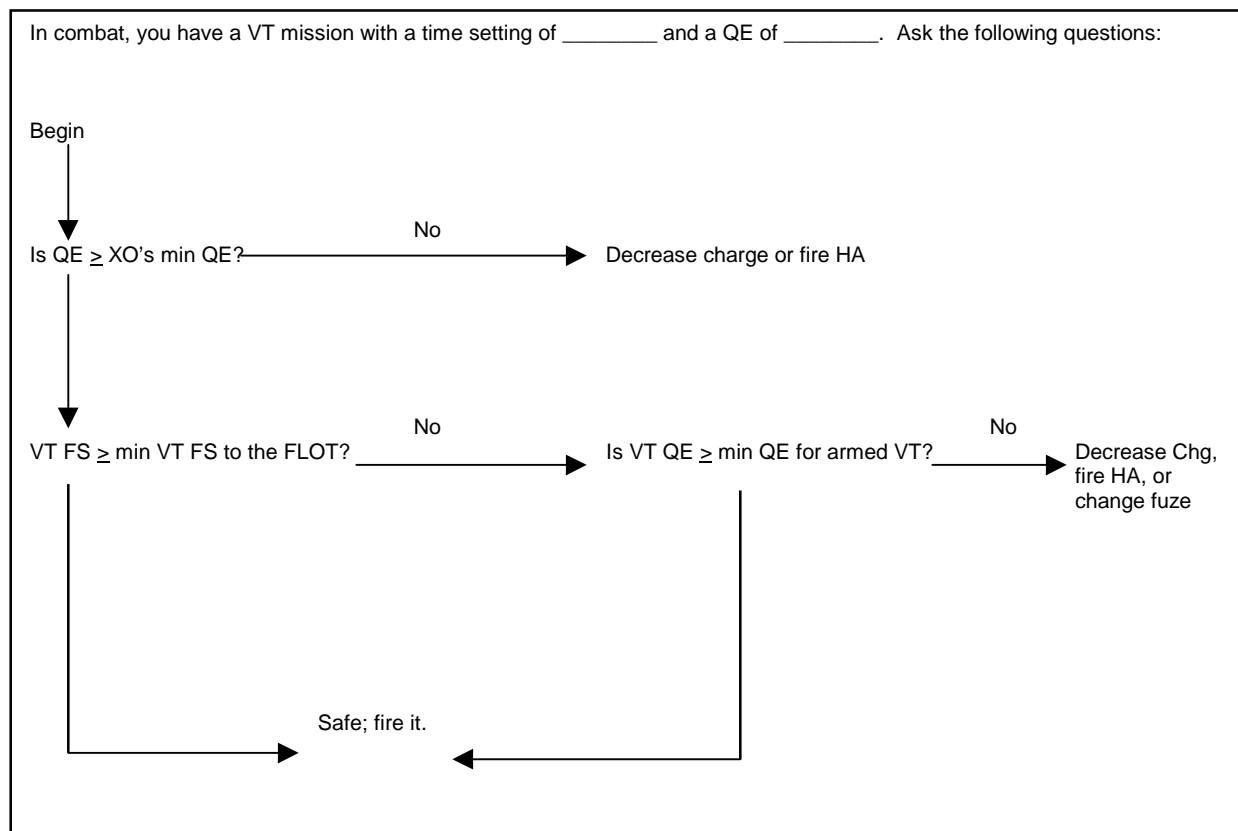 In combat, you have a VT mission with a time setting of ________ and a QE of ________. Ask the following questions:
Begin
No
Is QE ≥ XO's min QE?
Decrease charge or fire HA
No
No
VT FS ≥ min VT FS to the FLOT?
Is VT QE ≥ min QE for armed VT?
Decrease Chg,
fire HA, or
change fuze
Safe; fire it.